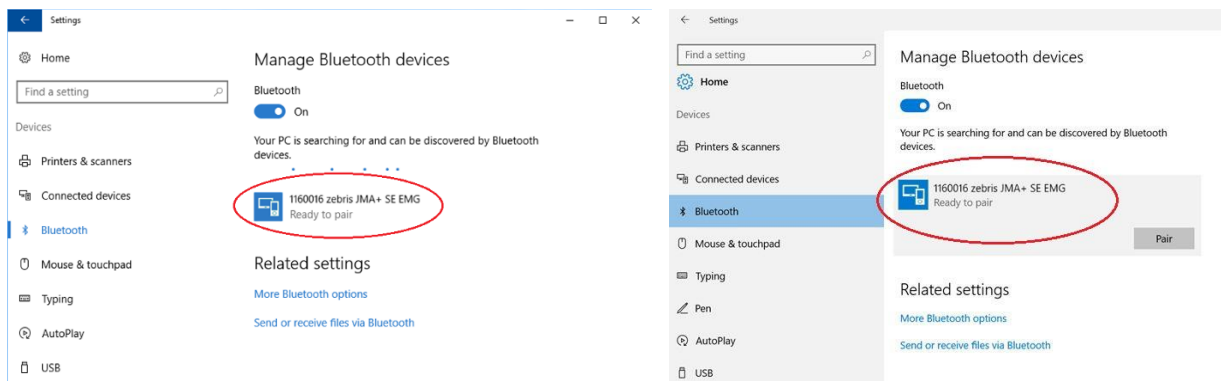 Settings
Home
Find a setting
Devices
Printers & scanners
Connected devices
Bluetooth
Mouse & touchpad
Typing
AutoPlay
USB
Manage Bluetooth devices
Bluetooth
On
Your PC is searching for and can be discovered by Bluetooth
devices.
1160016 zebris JMA+ SE EMG
Ready to pair
Related settings
More Bluetooth options
Send or receive files via Bluetooth
Settings
Find a setting
Home
Devices
Printers & scanners
Connected devices
Bluetooth
Mouse & touchpad
Typing
Pen
AutoPlay
USB
Manage Bluetooth devices
Bluetooth
On
Your PC is searching for and can be discovered by Bluetooth
devices.
1160016 zebris JMA+ SE EMG
Ready to pair
Pair
Related settings
More Bluetooth options
Send or receive files via Bluetooth